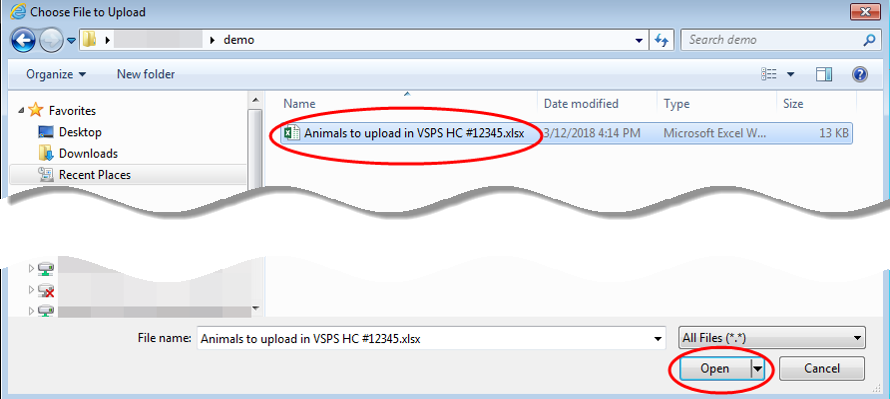 Choose File to Upload
demo
Search demo
Organize New folder
Name Date modified Type Size
Favorites
Animals to upload in VSPS HC #12345.xlsx 3/12/2018 4:14 PM Microsoft Excel W... 13 KB
Desktop
Downloads
Recent Places
File name: Animals to upload in VSPS HC #12345.xlsx All Files (*.*)
Open Cancel